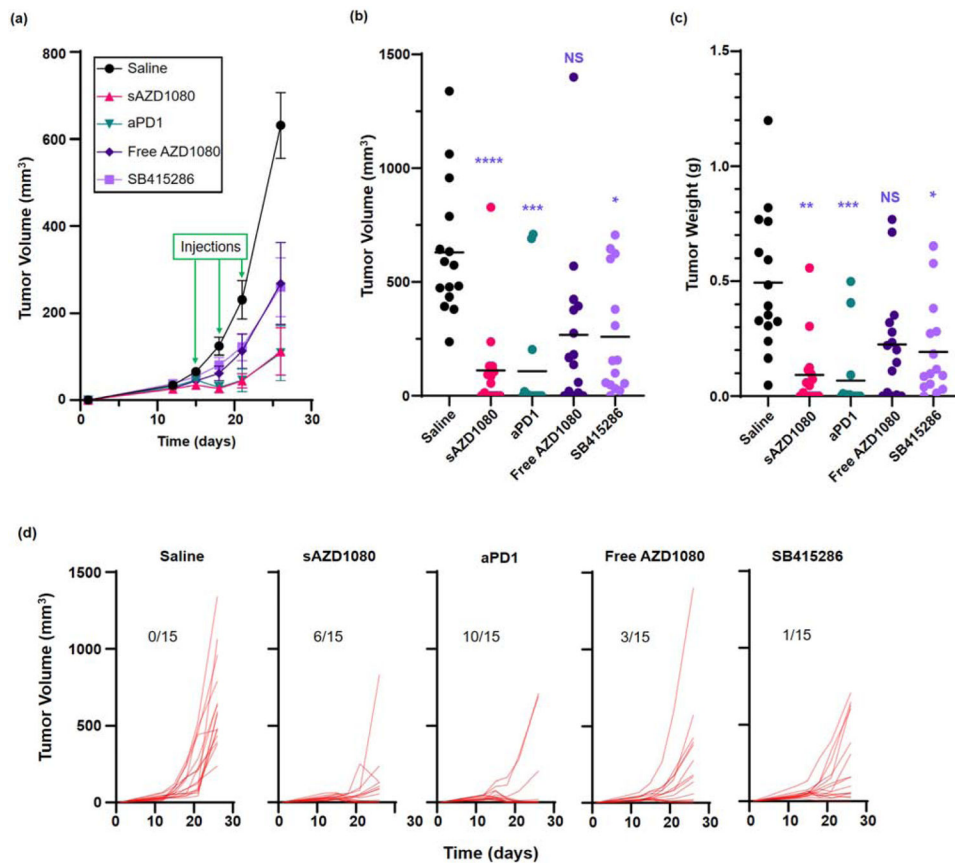 (a)
800
600
400
200
0
0 10 20 30
Tumor Volume (mm³)
Time (days)
Saline
sAZD1080
aPD1
Free AZD1080
SB415286
Injections
(b)
1500
1000
500
0
Tumor Volume (mm³)
NS
****
***
*
Saline
sAZD1080
aPD1
Free AZD1080
SB415286
(c)
1.5
1.0
0.5
0.0
Tumor Weight (g)
**
***
NS
*
Saline
sAZD1080
aPD1
Free AZD1080
SB415286
(d)
Saline sAZD1080 aPD1 Free AZD1080 SB415286
1500
1000
500
0
Tumor Volume (mm³)
0/15 6/15 10/15 3/15 1/15
0 10 20 30 0 10 20 30 0 10 20 30 0 10 20 30 0 10 20 30
Time (days)